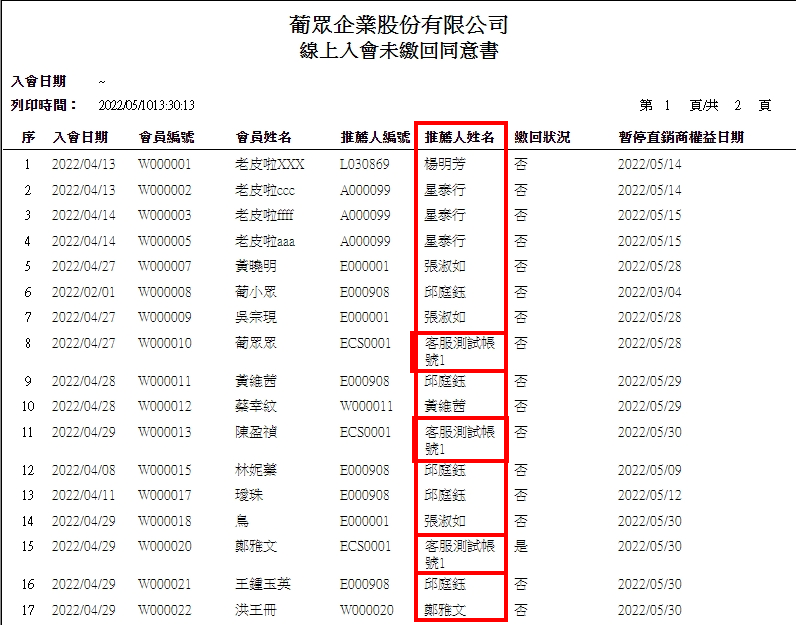 葡眾企業股份有限公司
線上入會未繳回同意書
入會日期 ~
列印時間： 2022/05/1013:30:13 第 1 頁/共 2 頁
序 入會日期 會員編號 會員姓名 推薦人編號 推薦人姓名 繳回狀況 暫停直銷商權益日期
1 2022/04/13 W000001 老皮啦XXX L030869 楊明芳 否 2022/05/14
2 2022/04/13 W000002 老皮啦ccc A000099 星泰行 否 2022/05/14
3 2022/04/14 W000003 老皮啦ffff A000099 星泰行 否 2022/05/15
4 2022/04/14 W000005 老皮啦aaa A000099 星泰行 否 2022/05/15
5 2022/04/27 W000007 黃曉明 E000001 張淑如 否 2022/05/28
6 2022/02/01 W000008 葡小眾 E000908 邱庭鈺 否 2022/03/04
7 2022/04/27 W000009 吳宗現 E000001 張淑如 否 2022/05/28
8 2022/04/27 W000010 葡眾眾 ECS0001 客服測試帳 否 2022/05/28
號1
9 2022/04/28 W000011 黃維茜 E000908 邱庭鈺 否 2022/05/29
10 2022/04/28 W000012 蔡幸紋 W000011 黃維茜 否 2022/05/29
11 2022/04/29 W000013 陳盈禎 ECS0001 客服測試帳 否 2022/05/30
號1
12 2022/04/08 W000015 林妮蘂 E000908 邱庭鈺 否 2022/05/09
13 2022/04/11 W000017 璦珠 E000908 邱庭鈺 否 2022/05/12
14 2022/04/29 W000018 鳥 E000001 張淑如 否 2022/05/30
15 2022/04/29 W000020 鄭雅文 ECS0001 客服測試帳 是 2022/05/30
號1
16 2022/04/29 W000021 王鍾玉英 E000908 邱庭鈺 否 2022/05/30
17 2022/04/29 W000022 洪王冊 W000020 鄭雅文 否 2022/05/30